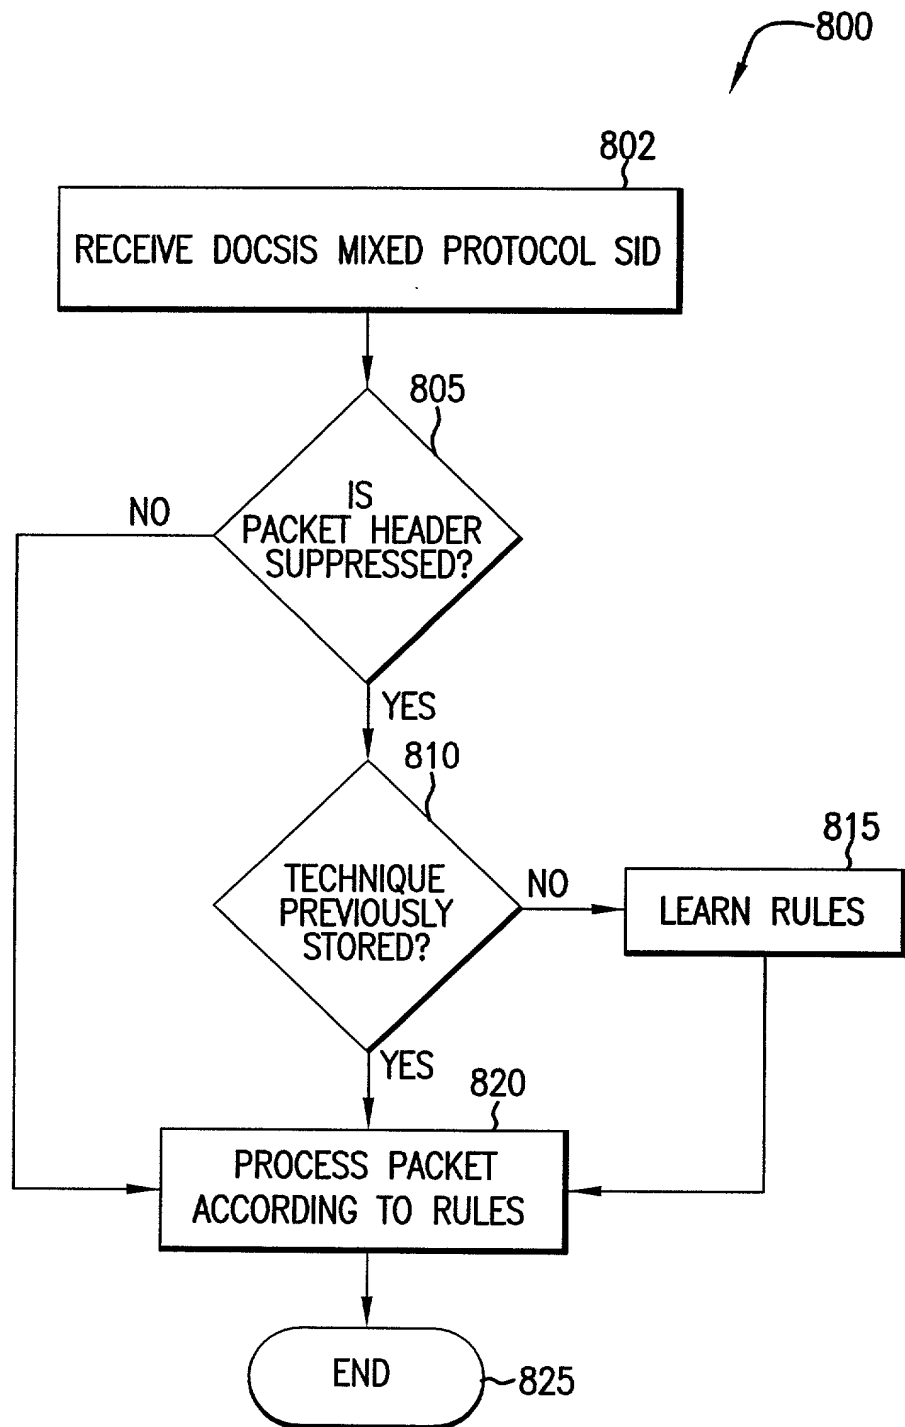 800
802
RECEIVE DOCSIS MIXED PROTOCOL SID
805
IS
PACKET HEADER
SUPPRESSED?
NO
YES
810
TECHNIQUE
PREVIOUSLY
STORED?
NO
815
LEARN RULES
YES
820
PROCESS PACKET
ACCORDING TO RULES
END
825